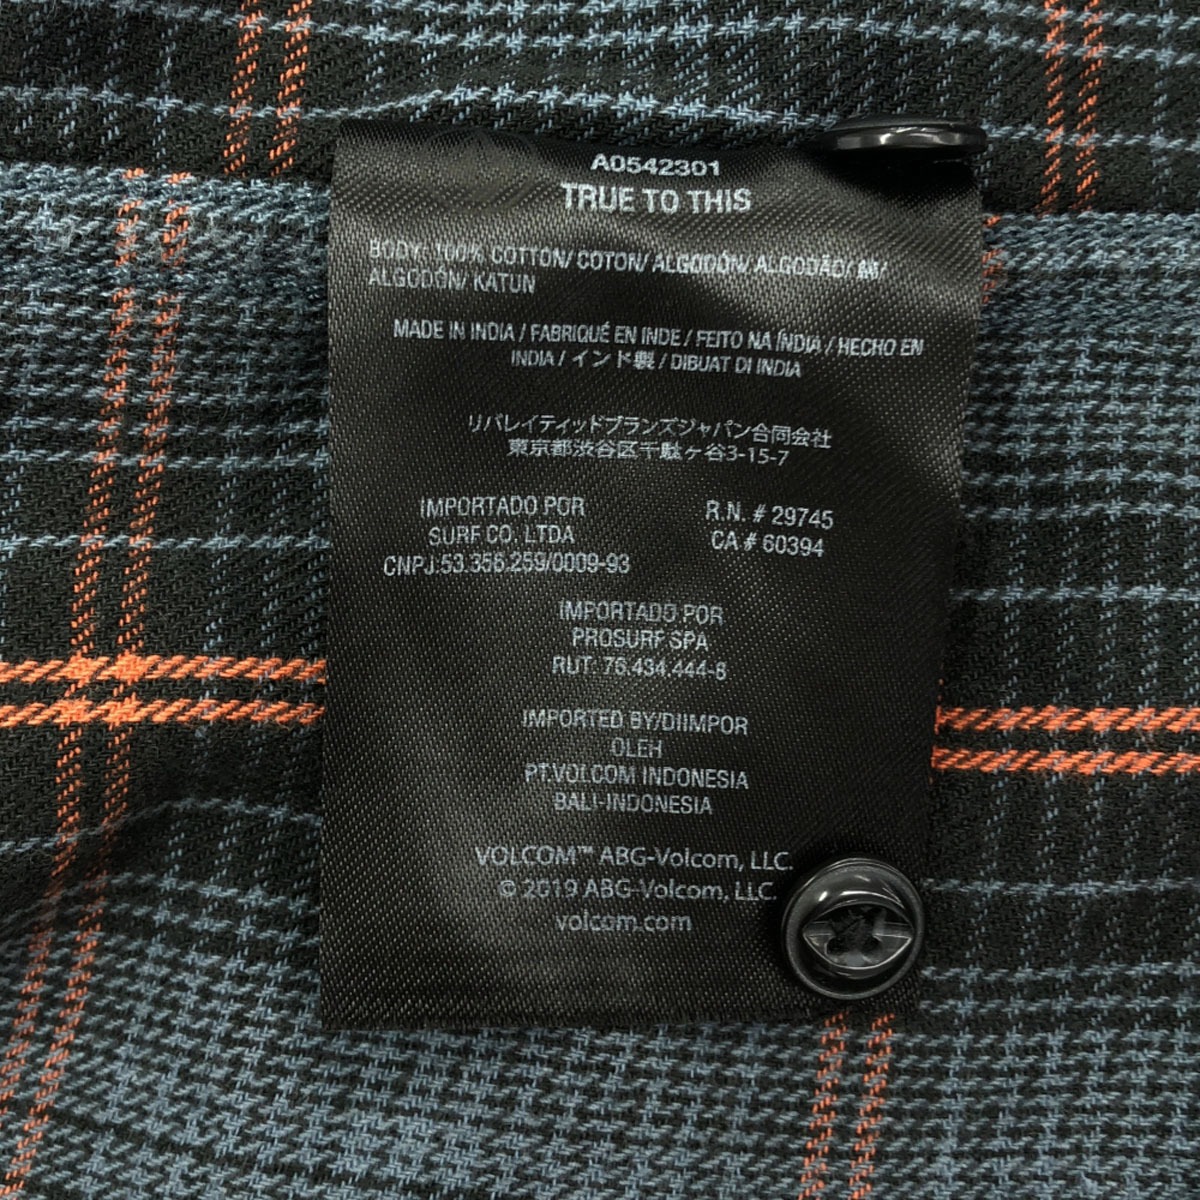 A0542301
TRUE TO THIS
BODY: 100% COTTON/ COTON/ ALGODÓN/ ALGODÃO/ 綿/
ALGODÓN/ KATUN
MADE IN INDIA / FABRIQUÉ EN INDE / FEITO NA ÍNDIA / HECHO EN
INDIA / インド製 / DIBUAT DI INDIA
リバレイティッドブランズジャパン合同会社
東京都渋谷区千駄ヶ谷3-15-7
IMPORTADO POR
SURF CO. LTDA
CNPJ:53.356.259/0009-93
R.N. # 29745
CA # 60394
IMPORTADO POR
PROSURF SPA
RUT: 76.434.444-8
IMPORTED BY/DIIMPOR
OLEH
PT.VOLCOM INDONESIA
BALI-INDONESIA
VOLCOM™ ABG-Volcom, LLC.
© 2019 ABG-Volcom, LLC.
volcom.com